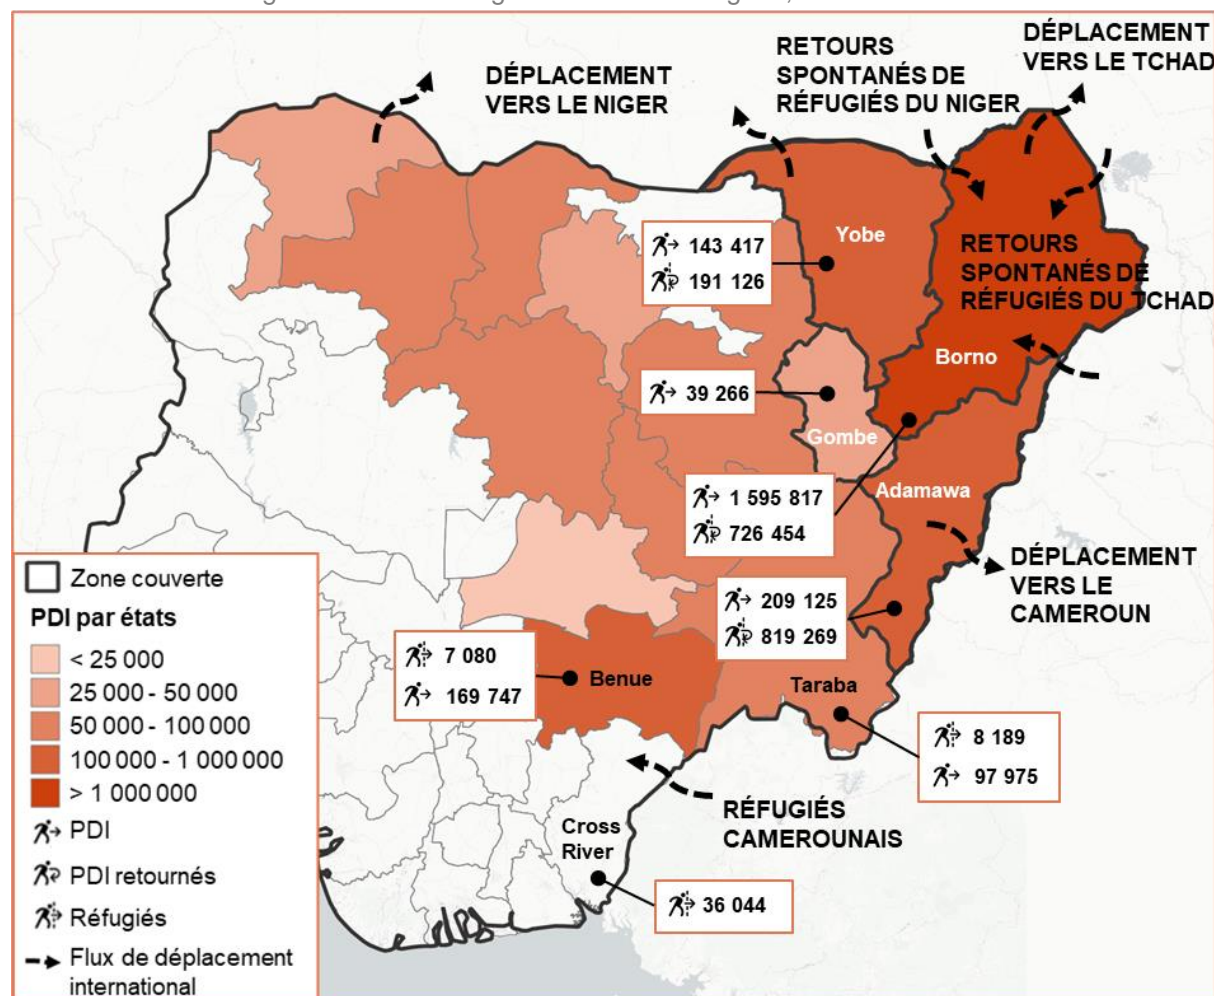 DÉPLACEMENT
VERS LE NIGER
RETOURS
SPONTANÉS DE
RÉFUGIÉS DU NIGER
DÉPLACEMENT
VERS LE TCHAD
Yobe
143 417
191 126
RETOURS
SPONTANÉS DE
RÉFUGIÉS DU TCHAD
Borno
39 266
Gombe
Adamawa
1 595 817
726 454
DÉPLACEMENT
VERS LE
CAMEROUN
209 125
819 269
7 080
169 747
Benue
Taraba
8 189
97 975
RÉFUGIÉS
CAMEROUNAIS
Cross
River
36 044
Zone couverte
PDI par états
< 25 000
25 000 - 50 000
50 000 - 100 000
100 000 - 1 000 000
> 1 000 000
PDI
PDI retournés
Réfugiés
Flux de déplacement
international